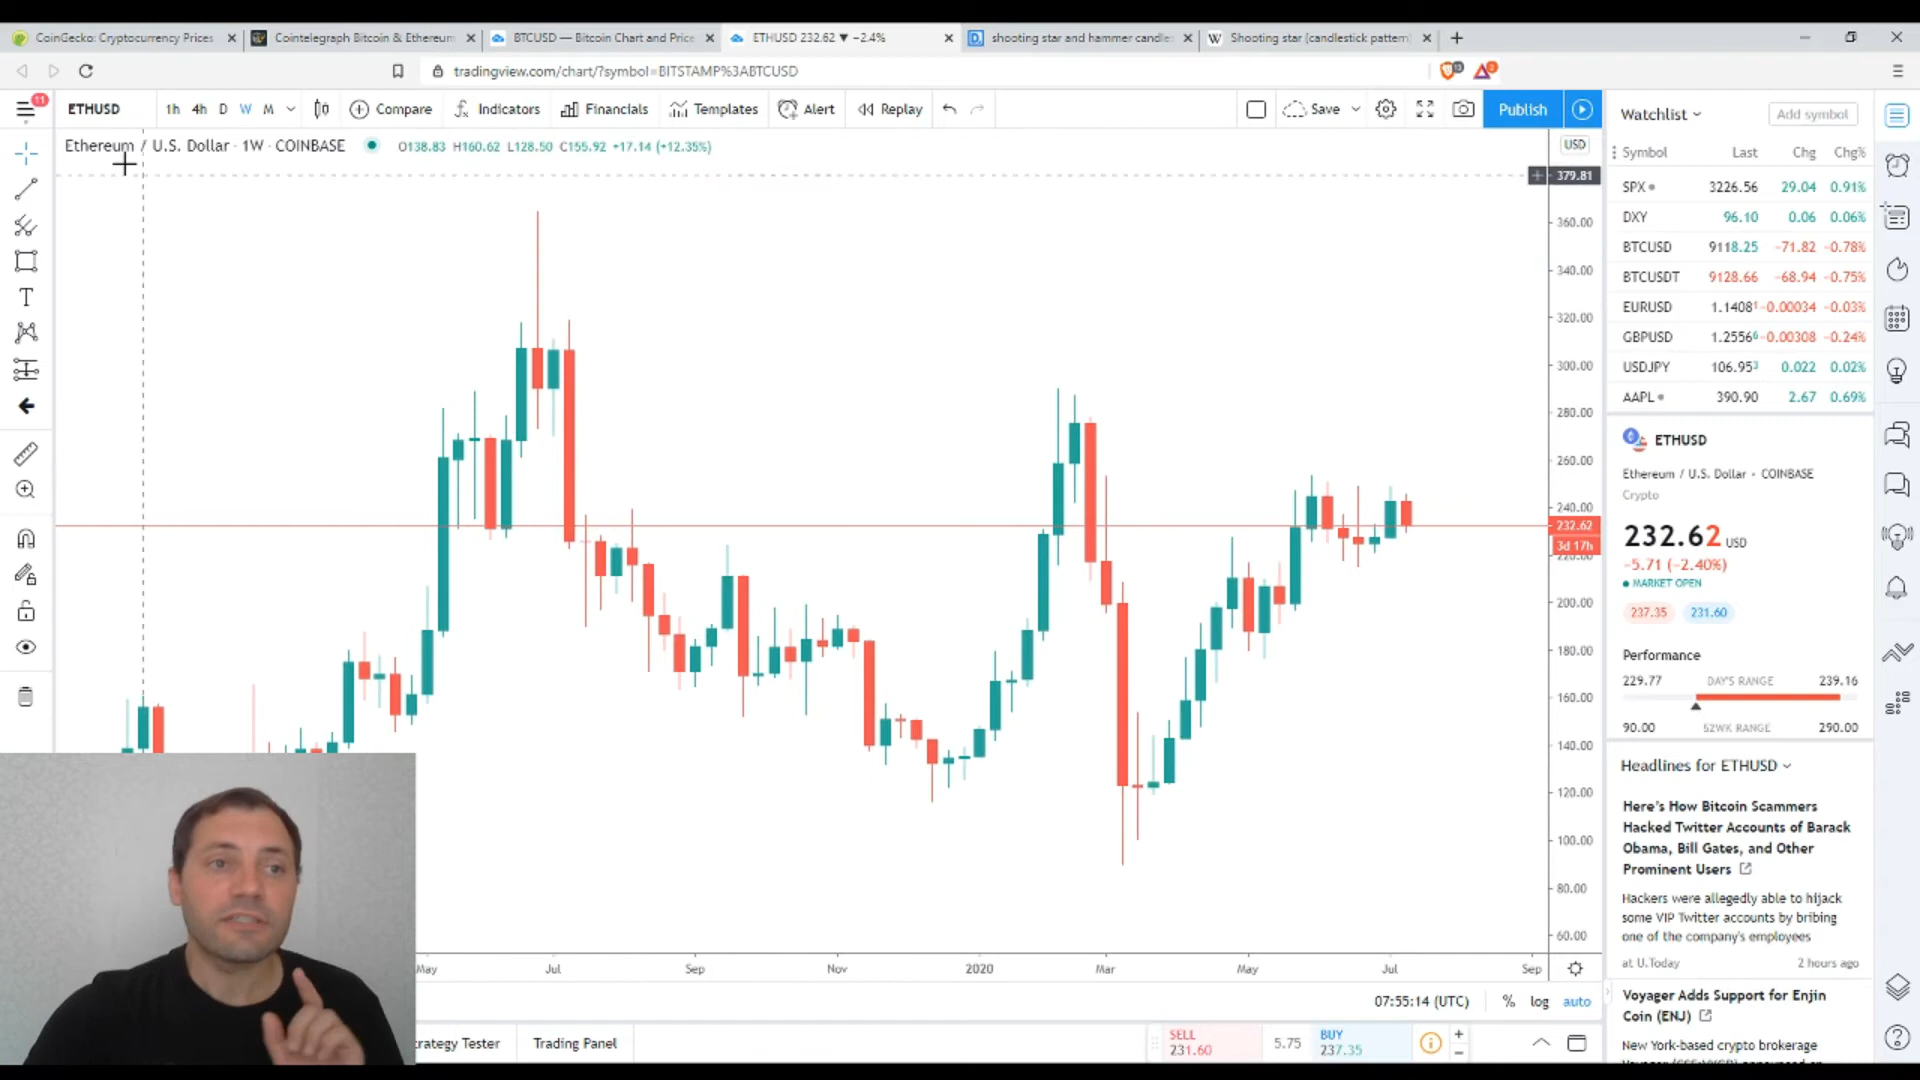 CoinGecko: Cryptocurrency Prices
Cointelegraph Bitcoin & Ethereum
BTCUSD — Bitcoin Chart and Price
ETHUSD 232.62 ▼ −2.4%
shooting star and hammer candle
Shooting star (candlestick pattern)
tradingview.com/chart/?symbol=BITSTAMP%3ABTCUSD
11
ETHUSD
1h 4h D W M
Compare
Indicators
Financials
Templates
Alert
Replay
Save
Publish
Ethereum / U.S. Dollar · 1W · COINBASE
O138.83 H160.62 L128.50 C155.92 +17.14 (+12.35%)
USD
379.81
360.00
340.00
320.00
300.00
280.00
260.00
240.00
232.62
3d 17h
220.00
200.00
180.00
160.00
140.00
120.00
100.00
80.00
60.00
May Jul Sep Nov 2020 Mar May Jul Sep
07:55:14 (UTC) % log auto
trategy Tester
Trading Panel
SELL
231.60
5.75
BUY
237.35
Watchlist
Add symbol
Symbol Last Chg Chg%
SPX 3226.56 29.04 0.91%
DXY 96.10 0.06 0.06%
BTCUSD 9118.25 −71.82 −0.78%
BTCUSDT 9128.66 −68.94 −0.75%
EURUSD 1.14081 −0.00034 −0.03%
GBPUSD 1.25566 −0.00308 −0.24%
USDJPY 106.953 0.022 0.02%
AAPL 390.90 2.67 0.69%
ETHUSD
Ethereum / U.S. Dollar • COINBASE
Crypto
232.62 USD
−5.71 (−2.40%)
MARKET OPEN
237.35 231.60
Performance
229.77 DAY'S RANGE 239.16
90.00 52WK RANGE 290.00
Headlines for ETHUSD
Here's How Bitcoin Scammers
Hacked Twitter Accounts of Barack
Obama, Bill Gates, and Other
Prominent Users
Hackers were allegedly able to hijack
some VIP Twitter accounts by bribing
one of the company's employees
at U.Today 2 hours ago
Voyager Adds Support for Enjin
Coin (ENJ)
New York-based crypto brokerage